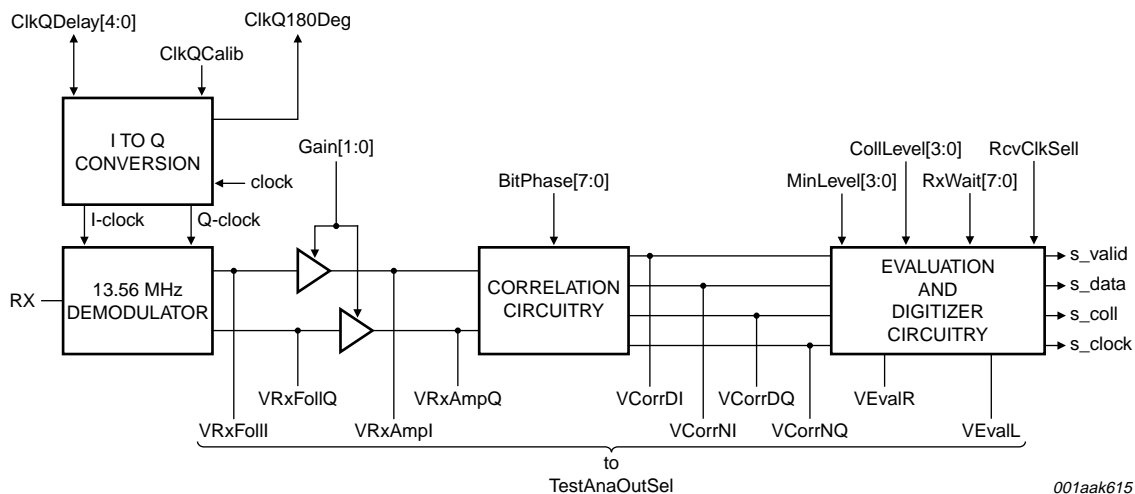 ClkQDelay[4:0]
ClkQ180Deg
ClkQCalib
I TO Q
CONVERSION
clock
I-clock
Q-clock
Gain[1:0]
BitPhase[7:0]
CollLevel[3:0]
RcvClkSell
MinLevel[3:0]
RxWait[7:0]
RX
13.56 MHz
DEMODULATOR
CORRELATION
CIRCUITRY
EVALUATION
AND
DIGITIZER
CIRCUITRY
s_valid
s_data
s_coll
s_clock
VRxFollQ
VRxAmpQ
VCorrDI
VCorrDQ
VEvalR
VRxFollI
VRxAmpI
VCorrNI
VCorrNQ
VEvalL
to
TestAnaOutSel
001aak615